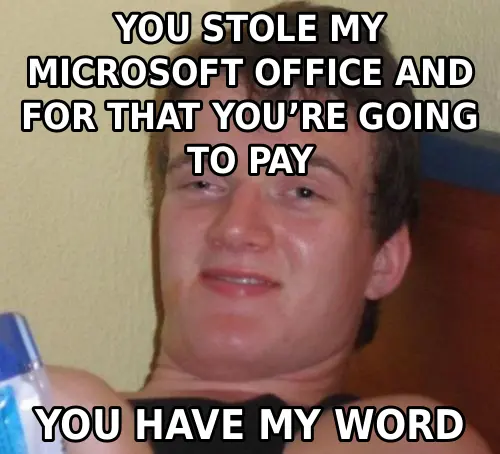 YOU STOLE MY
MICROSOFT OFFICE AND
FOR THAT YOU’RE GOING
TO PAY
YOU HAVE MY WORD